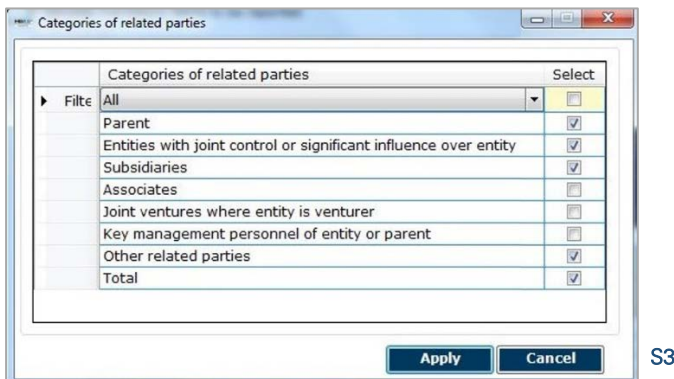 Categories of related parties
Categories of related parties Select
Filte All
Parent
Entities with joint control or significant influence over entity
Subsidiaries
Associates
Joint ventures where entity is venturer
Key management personnel of entity or parent
Other related parties
Total
Apply Cancel
S3